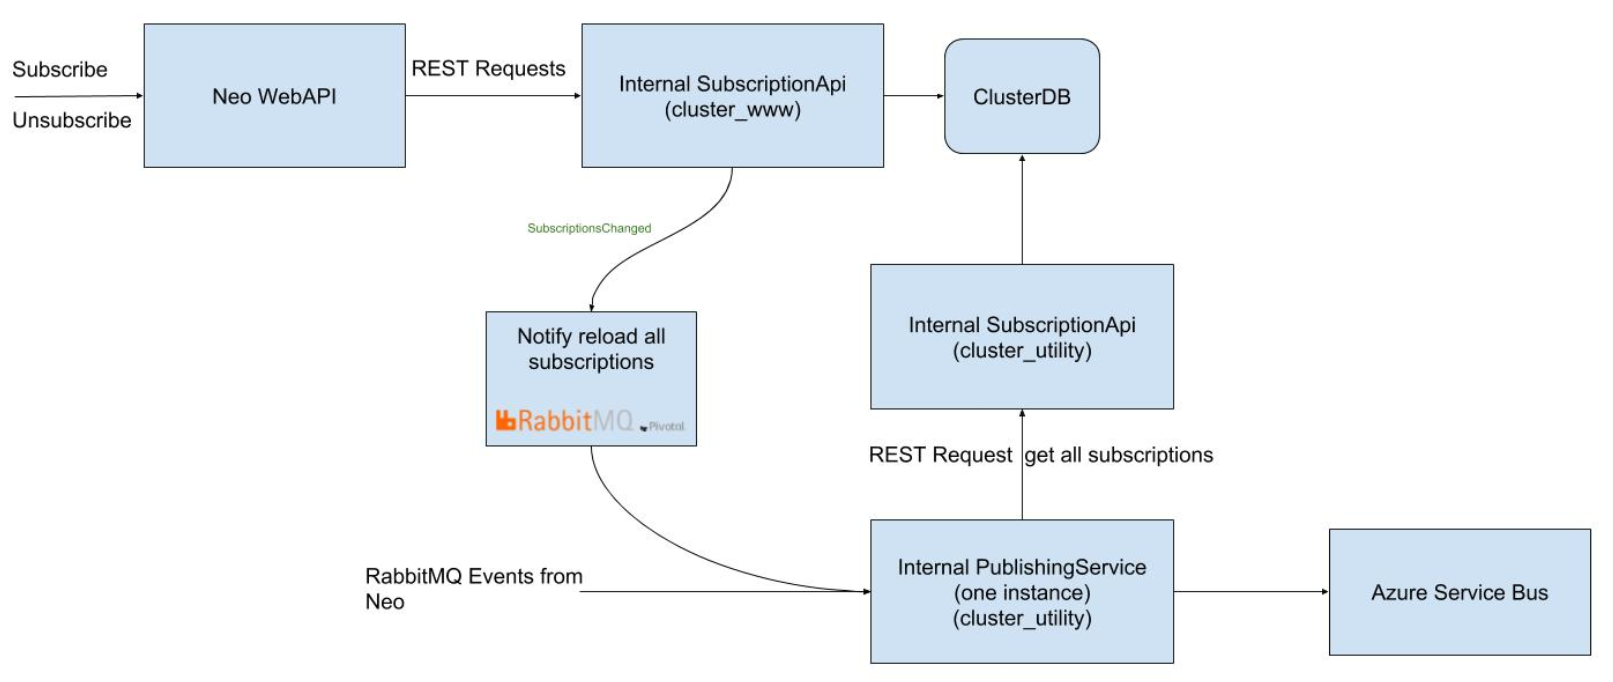 Subscribe
Unsubscribe
Neo WebAPI
REST Requests
Internal SubscriptionApi
(cluster_www)
ClusterDB
SubscriptionsChanged
Notify reload all
subscriptions
RabbitMQ Pivotal
Internal SubscriptionApi
(cluster_utility)
REST Request get all subscriptions
RabbitMQ Events from
Neo
Internal PublishingService
(one instance)
(cluster_utility)
Azure Service Bus